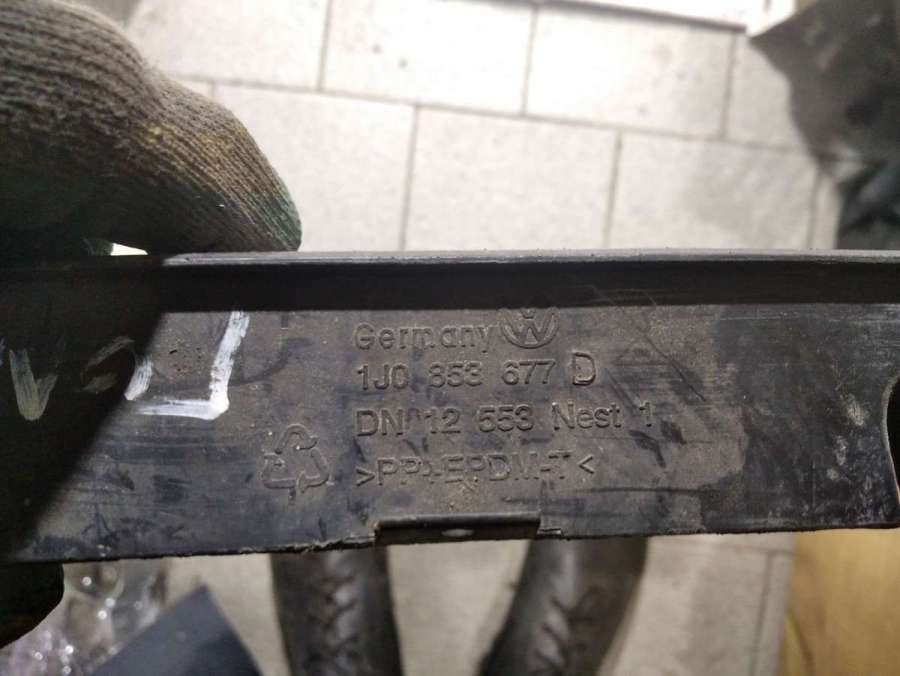 Germany
1J0 853 677 D
DN 12 553 Nest 1
>PP+EPDM-T<